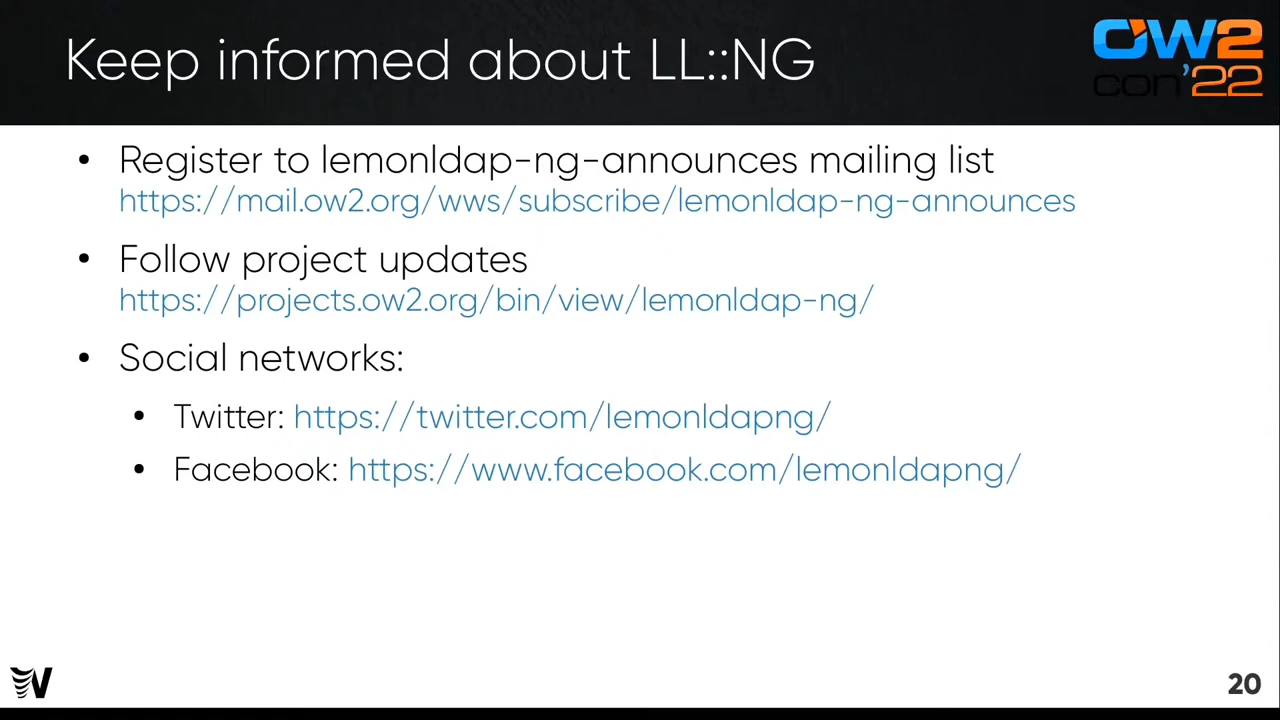 Keep informed about LL::NG
OW2
con'22
• Register to lemonldap-ng-announces mailing list
https://mail.ow2.org/wws/subscribe/lemonldap-ng-announces
• Follow project updates
https://projects.ow2.org/bin/view/lemonldap-ng/
• Social networks:
• Twitter: https://twitter.com/lemonldapng/
• Facebook: https://www.facebook.com/lemonldapng/
20